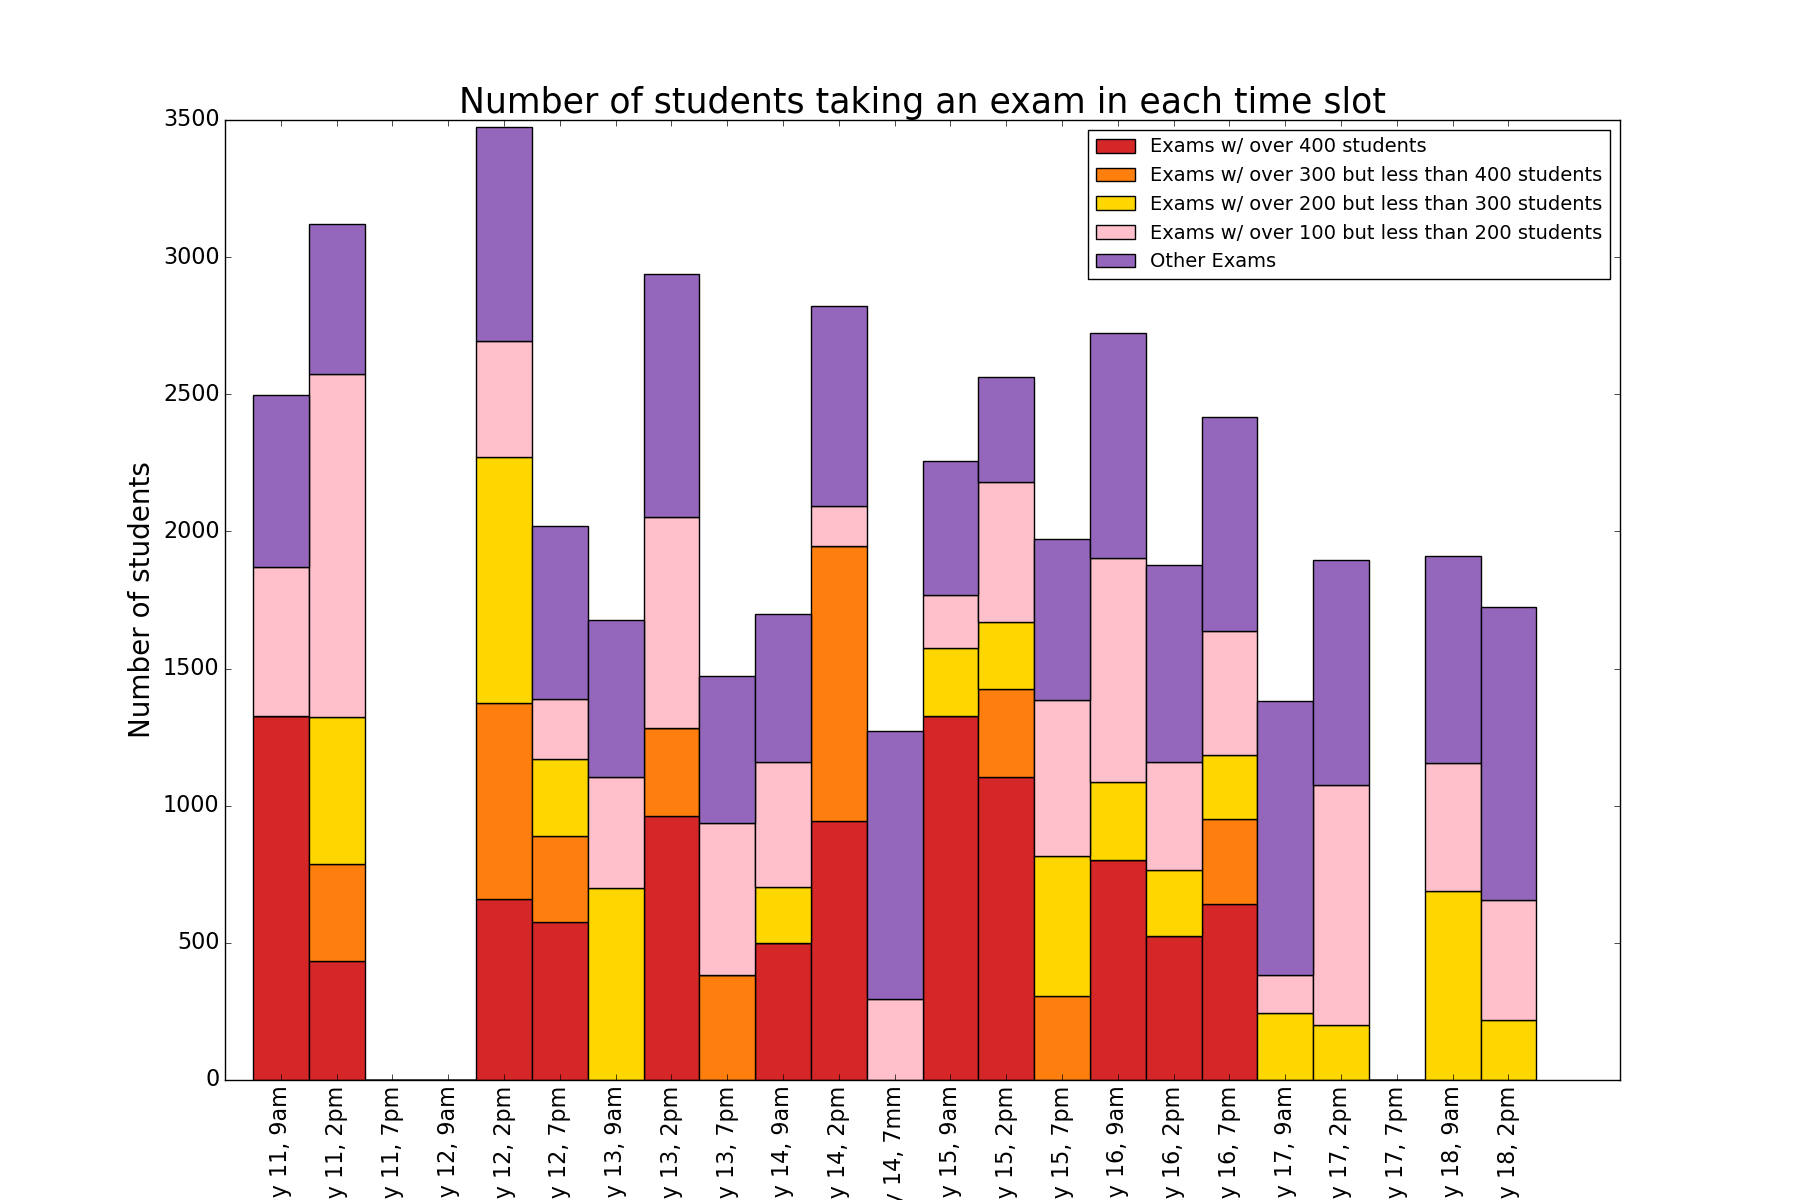 Number of students taking an exam in each time slot
Exams w/ over 400 students
Exams w/ over 300 but less than 400 students
Exams w/ over 200 but less than 300 students
Exams w/ over 100 but less than 200 students
Other Exams
Number of students
3500
3000
2500
2000
1500
1000
500
0
y 11, 9am
y 11, 2pm
y 11, 7pm
y 12, 9am
y 12, 2pm
y 12, 7pm
y 13, 9am
y 13, 2pm
y 13, 7pm
y 14, 9am
y 14, 2pm
y 14, 7mm
y 15, 9am
y 15, 2pm
y 15, 7pm
y 16, 9am
y 16, 2pm
y 16, 7pm
y 17, 9am
y 17, 2pm
y 17, 7pm
y 18, 9am
y 18, 2pm